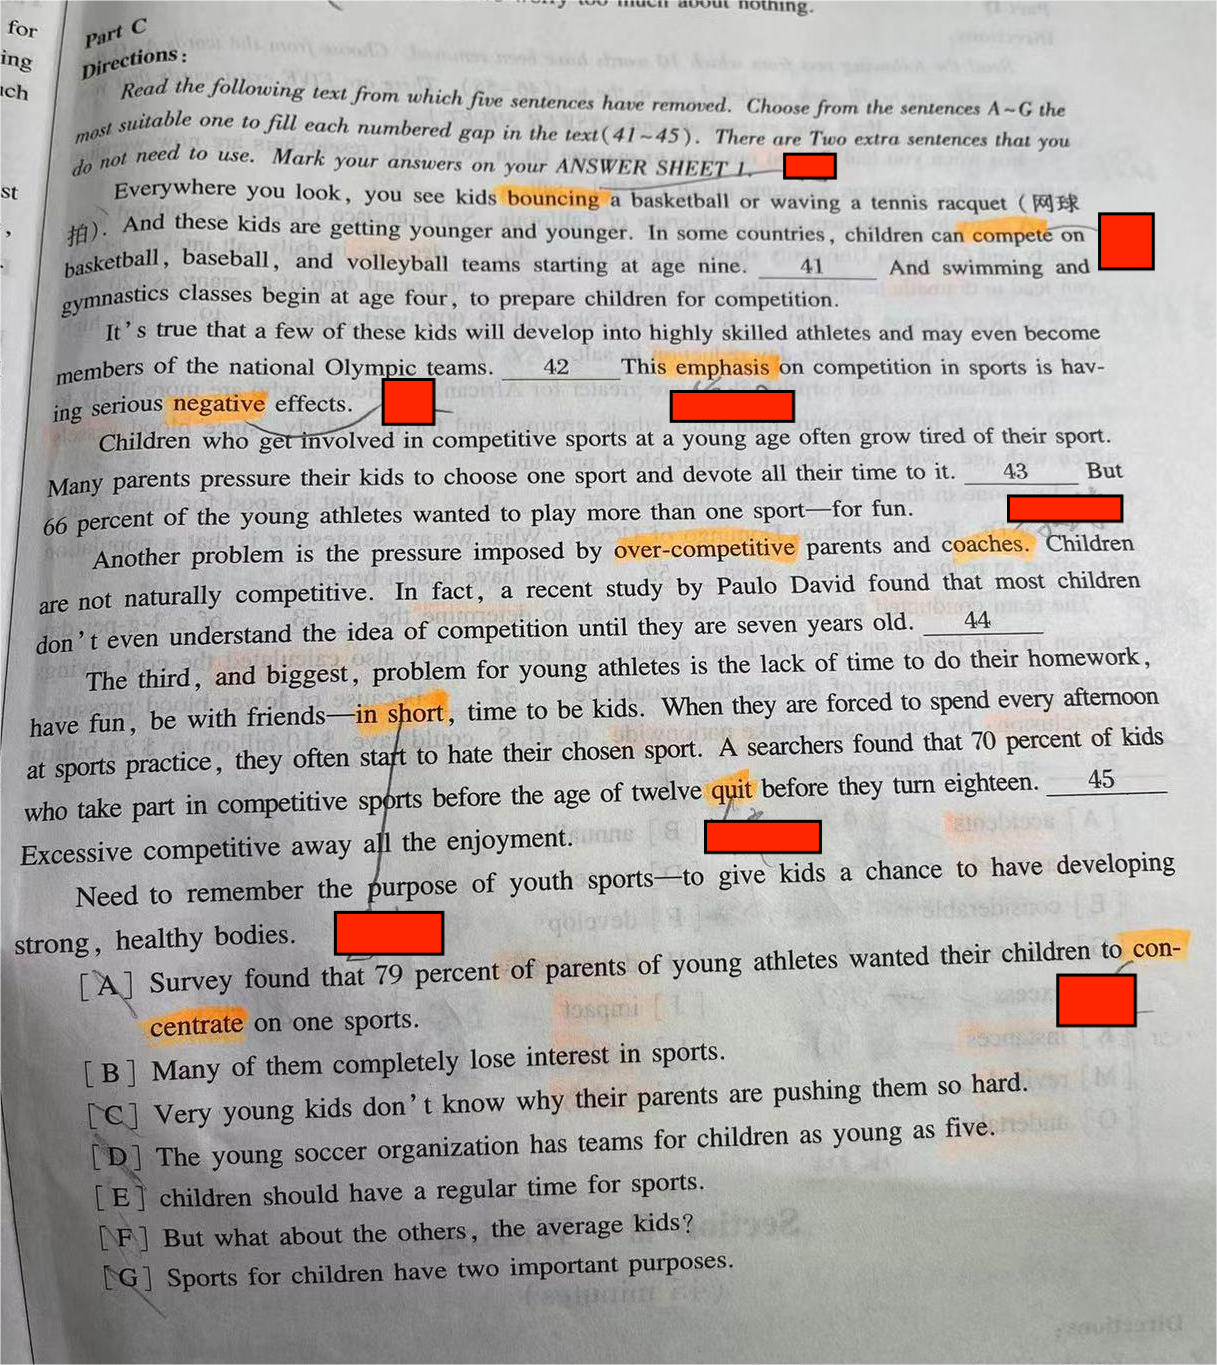 much about nothing.
for
ing
st
,
Part C
Directions:
Read the following text from which five sentences have removed. Choose from the sentences A~G the
most suitable one to fill each numbered gap in the text(41~45). There are Two extra sentences that you
do not need to use. Mark your answers on your ANSWER SHEET 1.
Everywhere you look, you see kids bouncing a basketball or waving a tennis racquet (网球
拍). And these kids are getting younger and younger. In some countries, children can compete on
basketball, baseball, and volleyball teams starting at age nine. 41 And swimming and
gymnastics classes begin at age four, to prepare children for competition.
It's true that a few of these kids will develop into highly skilled athletes and may even become
members of the national Olympic teams. 42 This emphasis on competition in sports is hav-
ing serious negative effects.
Children who get involved in competitive sports at a young age often grow tired of their sport.
Many parents pressure their kids to choose one sport and devote all their time to it. 43 But
66 percent of the young athletes wanted to play more than one sport—for fun.
Another problem is the pressure imposed by over-competitive parents and coaches. Children
are not naturally competitive. In fact, a recent study by Paulo David found that most children
don't even understand the idea of competition until they are seven years old. 44
The third, and biggest, problem for young athletes is the lack of time to do their homework,
have fun, be with friends—in short, time to be kids. When they are forced to spend every afternoon
at sports practice, they often start to hate their chosen sport. A searchers found that 70 percent of kids
who take part in competitive sports before the age of twelve quit before they turn eighteen. 45
Excessive competitive away all the enjoyment.
Need to remember the purpose of youth sports—to give kids a chance to have developing
strong, healthy bodies.
[A] Survey found that 79 percent of parents of young athletes wanted their children to con-
centrate on one sports.
[B] Many of them completely lose interest in sports.
[C] Very young kids don't know why their parents are pushing them so hard.
[D] The young soccer organization has teams for children as young as five.
[E] children should have a regular time for sports.
[F] But what about the others, the average kids?
[G] Sports for children have two important purposes.